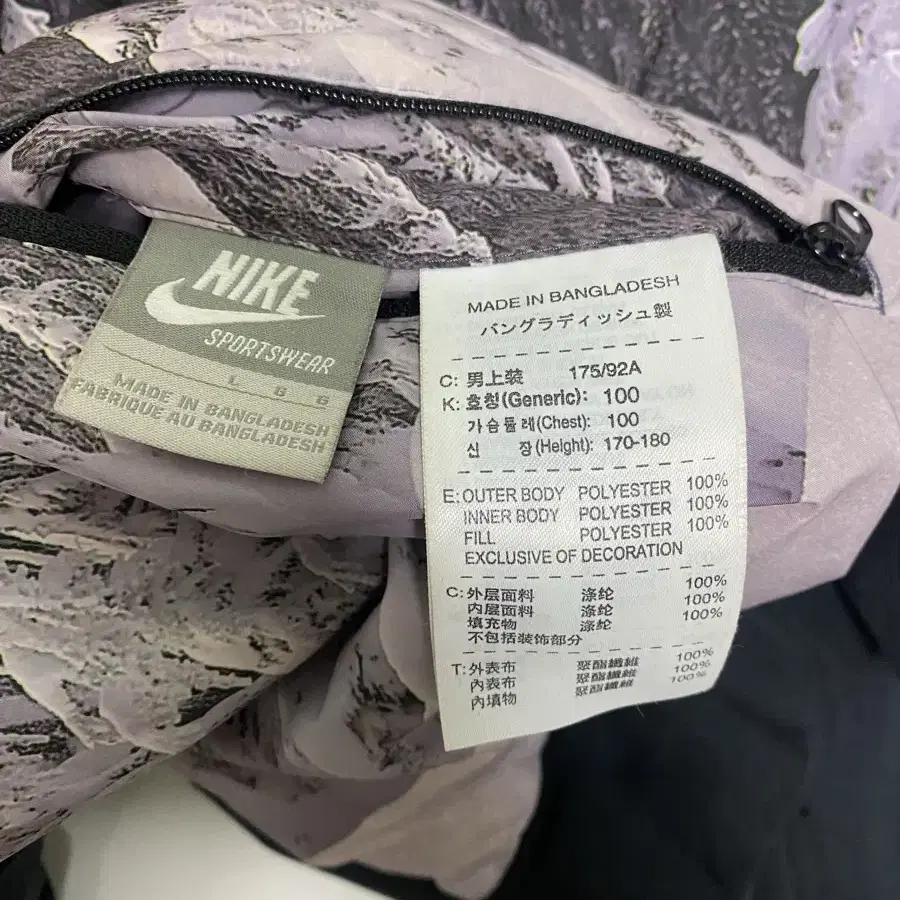 NIKE
SPORTSWEAR
L G G
MADE IN BANGLADESH
FABRIQUE AU BANGLADESH
MADE IN BANGLADESH
バングラディッシュ製
C: 男上装 175/92A
K: 호칭(Generic): 100
가슴둘레(Chest): 100
신 장(Height): 170-180
E: OUTER BODY POLYESTER 100%
INNER BODY POLYESTER 100%
FILL POLYESTER 100%
EXCLUSIVE OF DECORATION
C: 外层面料 涤纶 100%
内层面料 涤纶 100%
填充物 涤纶 100%
不包括装饰部分
T: 外表布 聚酯纖維 100%
內表布 聚酯纖維 100%
內填物 聚酯纖維 100%